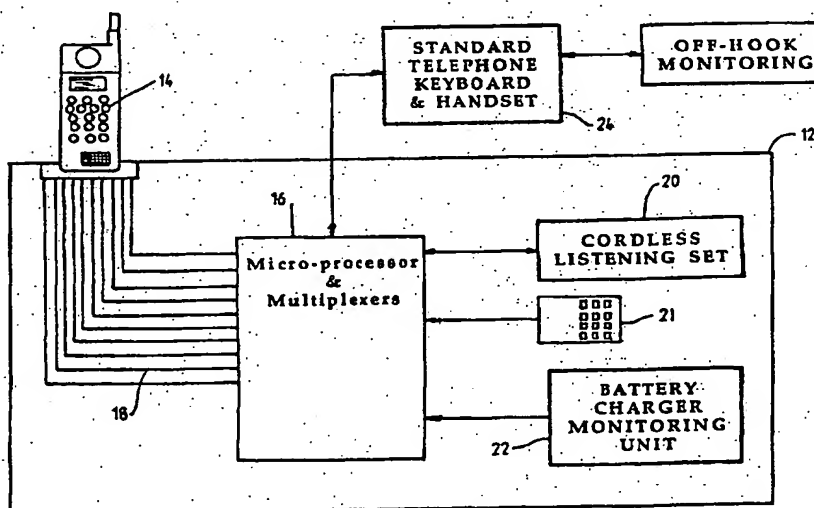 STANDARD
TELEPHONE
KEYBOARD
& HANDSET
OFF-HOOK
MONITORING
14
24
12
16
20
Micro-processor
&
Multiplexers
CORDLESS
LISTENING SET
21
18
BATTERY
CHARGER
MONITORING
UNIT
22